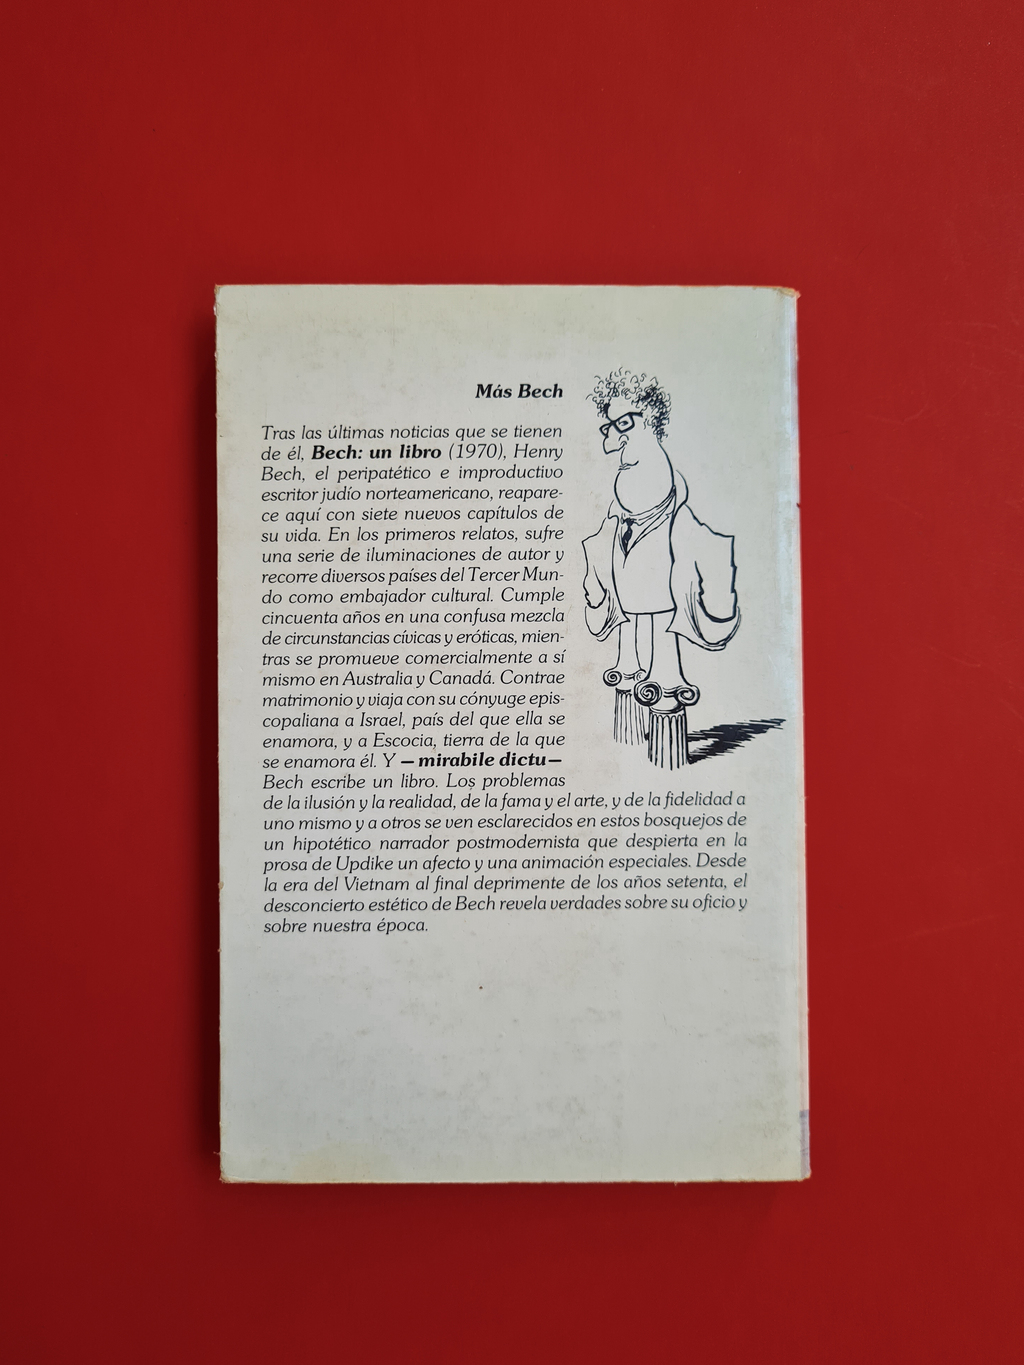 Más Bech
Tras las últimas noticias que se tienen
de él, Bech: un libro (1970), Henry
Bech, el peripatético e improductivo
escritor judío norteamericano, reapare-
ce aquí con siete nuevos capítulos de
su vida. En los primeros relatos, sufre
una serie de iluminaciones de autor y
recorre diversos países del Tercer Mun-
do como embajador cultural. Cumple
cincuenta años en una confusa mezcla
de circunstancias cívicas y eróticas, mien-
tras se promueve comercialmente a sí
mismo en Australia y Canadá. Contrae
matrimonio y viaja con su cónyuge epis-
copaliana a Israel, país del que ella se
enamora, y a Escocia, tierra de la que
se enamora él. Y —mirabile dictu—
Bech escribe un libro. Los problemas
de la ilusión y la realidad, de la fama y el arte, y de la fidelidad a
uno mismo y a otros se ven esclarecidos en estos bosquejos de
un hipotético narrador postmodernista que despierta en la
prosa de Updike un afecto y una animación especiales. Desde
la era del Vietnam al final deprimente de los años setenta, el
desconcierto estético de Bech revela verdades sobre su oficio y
sobre nuestra época.